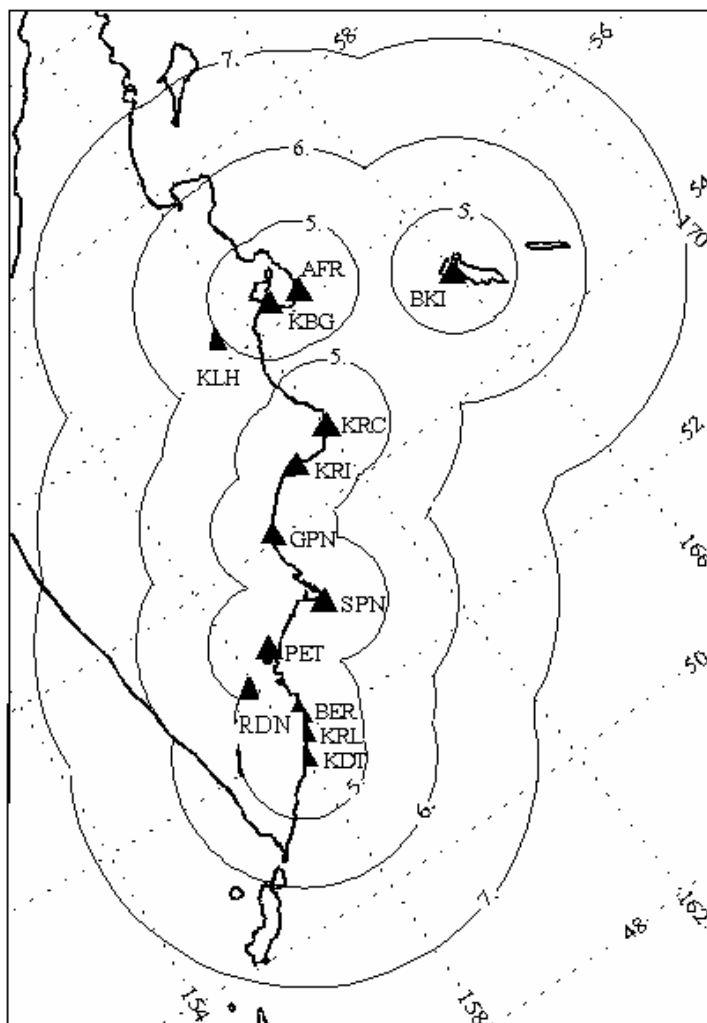 58
56
7.
6.
54
170
5.
5.
AFR
BKI
KBG
KLH
5.
KRC
52
KRI
GPN
166
SPN
PET
50
RDN
BER
KRL
KDT
5.
6.
7.
162
48
154
158